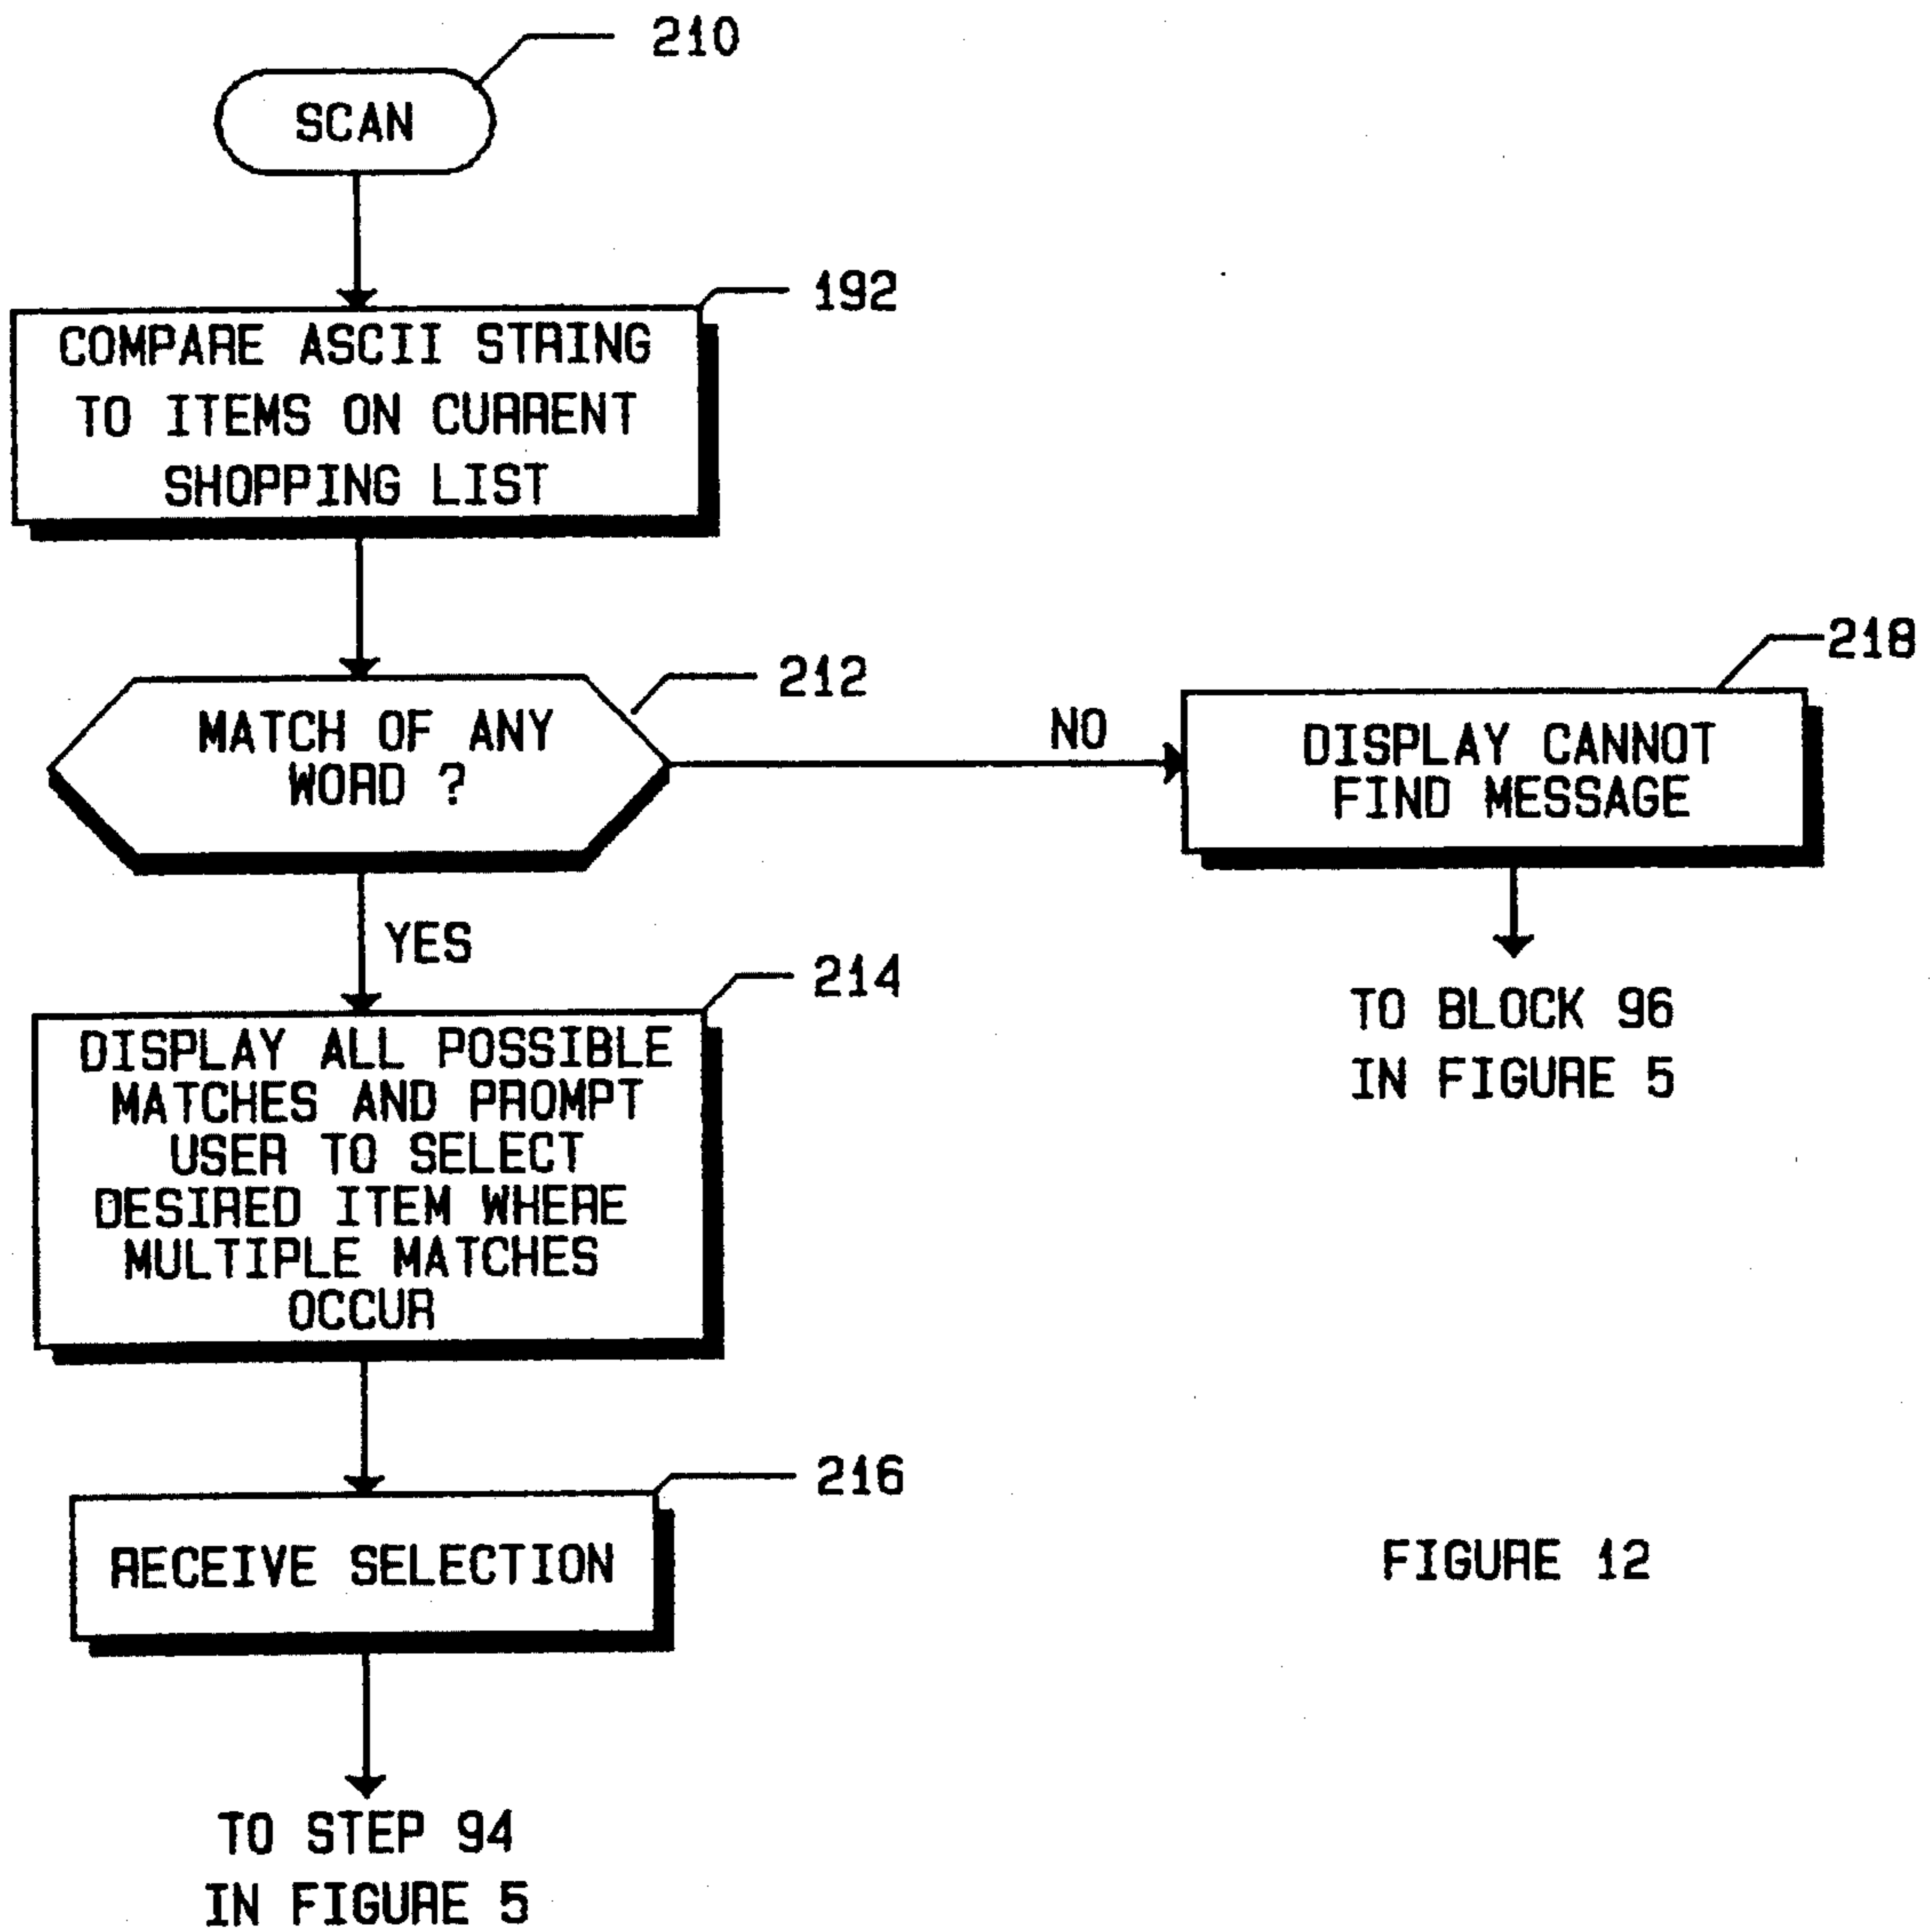 210
SCAN
192
COMPARE ASCII STRING
TO ITEMS ON CURRENT
SHOPPING LIST
212
MATCH OF ANY
WORD ?
NO
218
DISPLAY CANNOT
FIND MESSAGE
TO BLOCK 96
IN FIGURE 5
YES
214
DISPLAY ALL POSSIBLE
MATCHES AND PROMPT
USER TO SELECT
DESIRED ITEM WHERE
MULTIPLE MATCHES
OCCUR
216
RECEIVE SELECTION
TO STEP 94
IN FIGURE 5
FIGURE 12